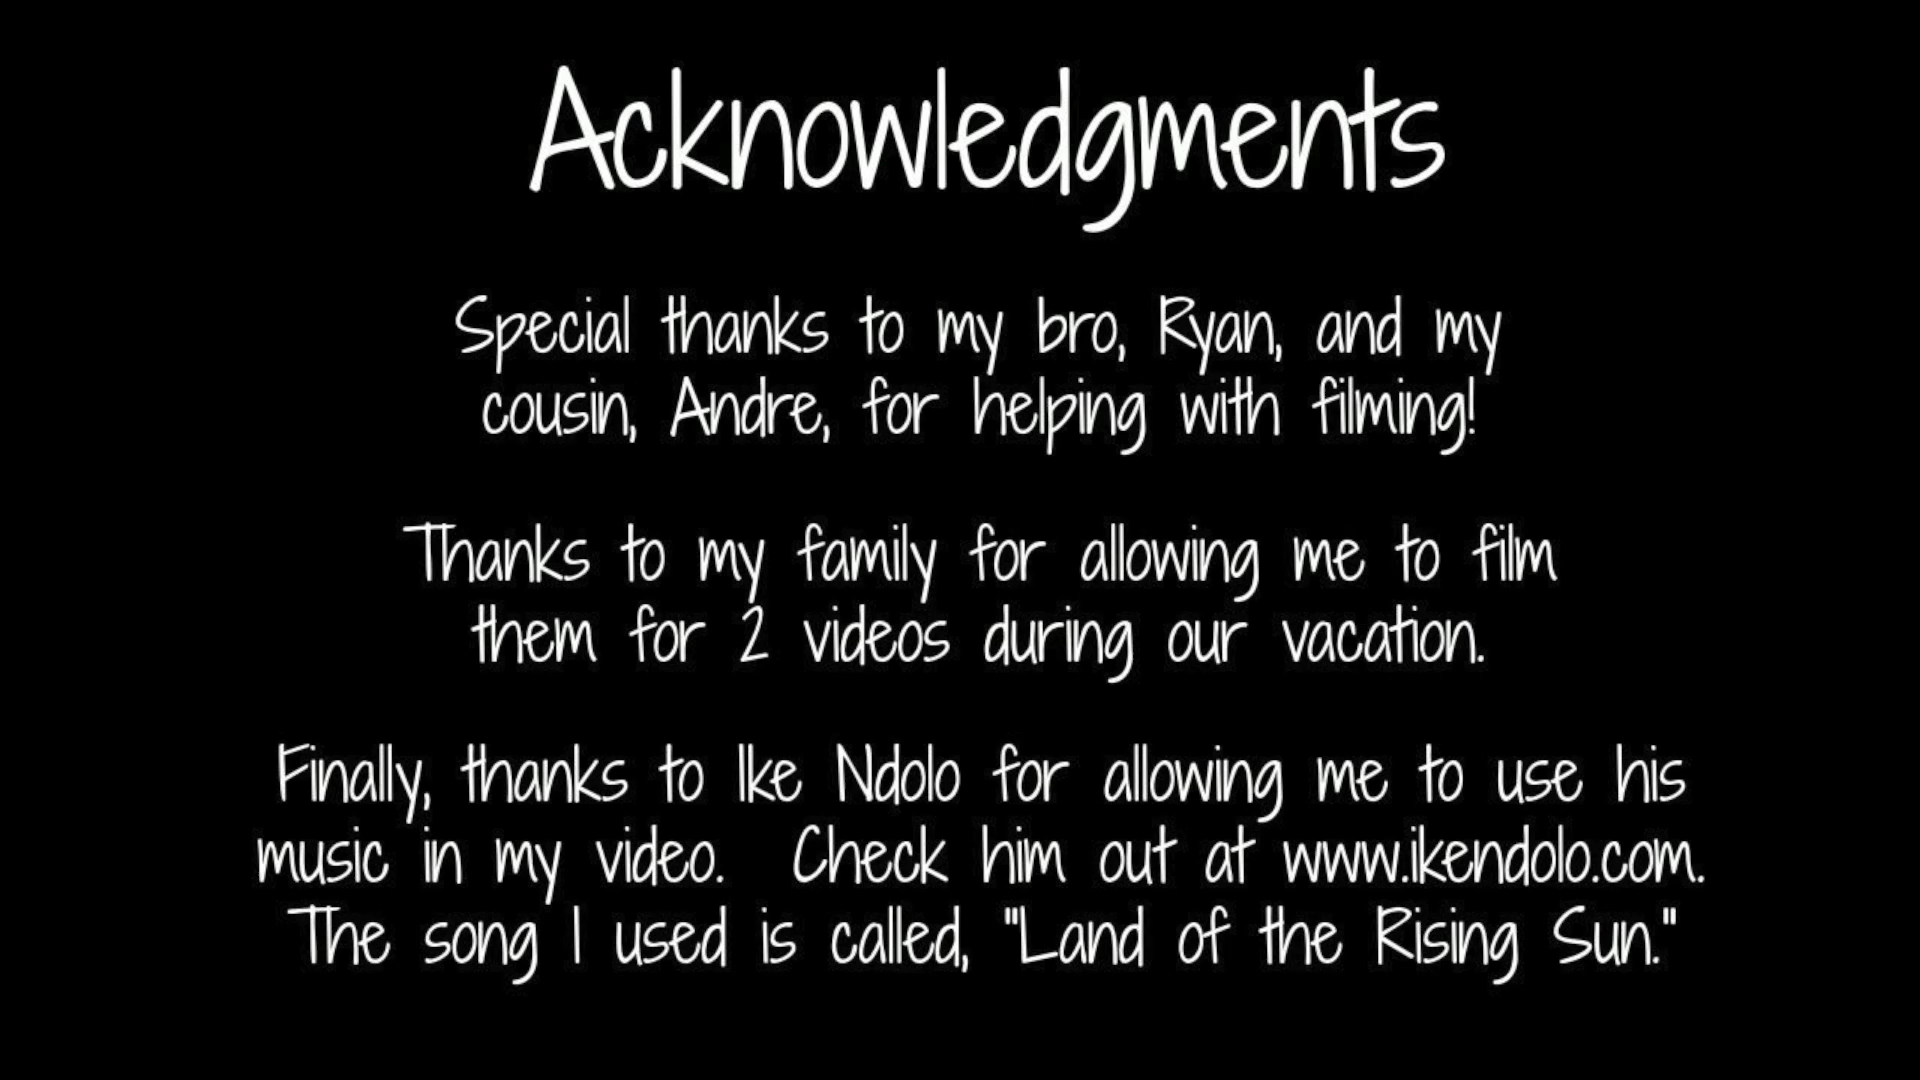 Acknowledgments
Special thanks to my bro, Ryan, and my
cousin, Andre, for helping with filming!
Thanks to my family for allowing me to film
them for 2 videos during our vacation.
Finally, thanks to Ike Ndolo for allowing me to use his
music in my video.  Check him out at www.ikendolo.com.
The song I used is called, "Land of the Rising Sun."